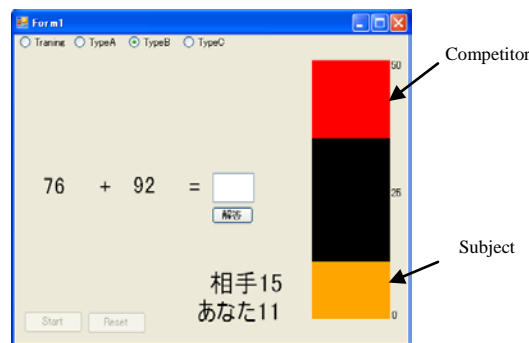 Form1
Traning TypeA TypeB TypeC
50
Competitor
76 + 92 =
25
解答
Subject
相手15
あなた11
0
Start Reset